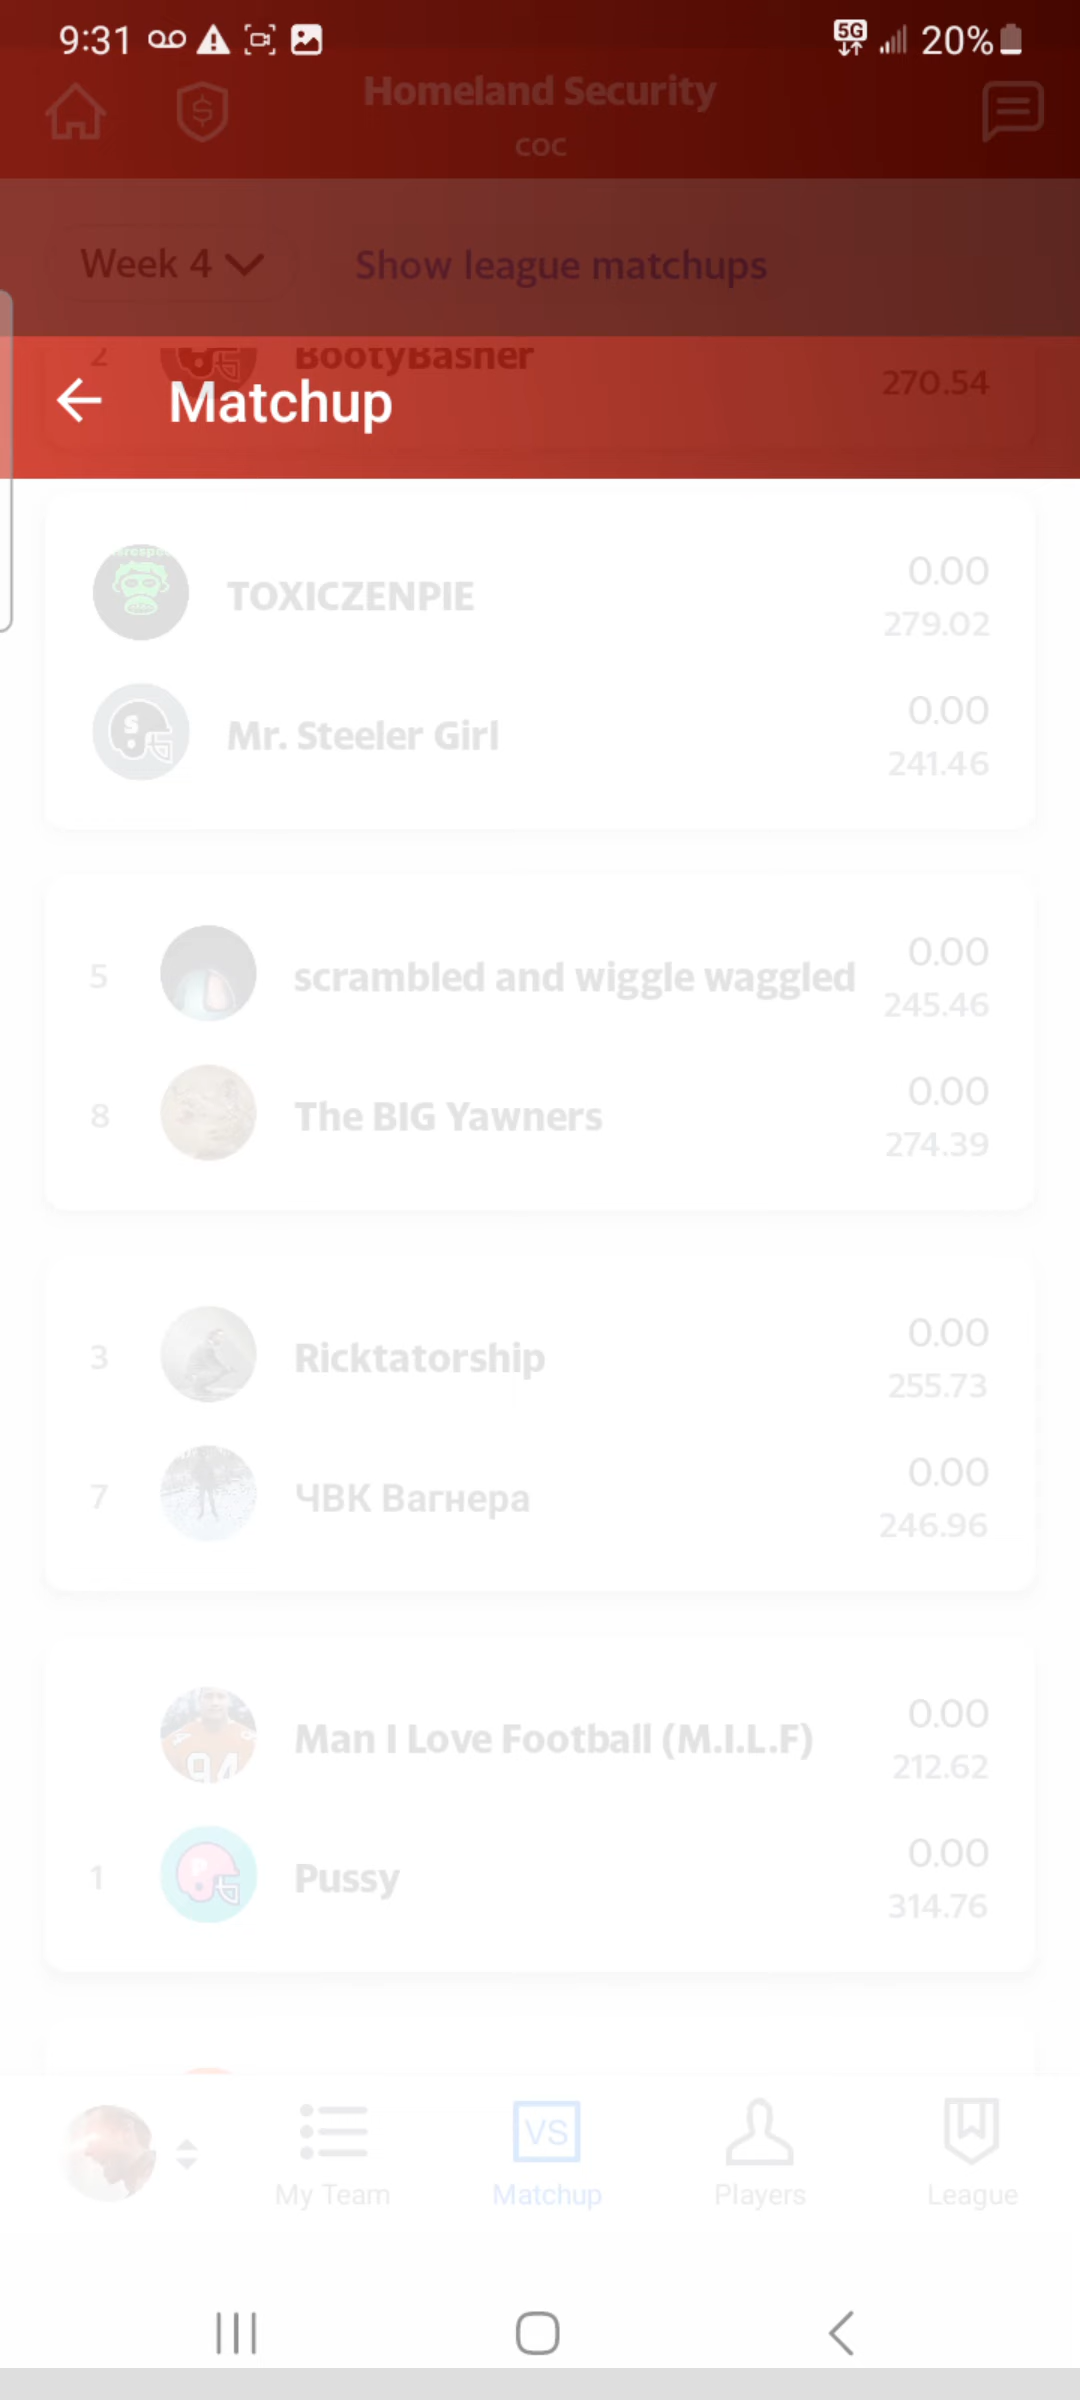 9:31 5G 20%
Homeland Security
COC
Week 4 Show league matchups
2 BootyBasher
270.54
Matchup
0.00
TOXICZENPIE
279.02
0.00
Mr. Steeler Girl
241.46
0.00
5 scrambled and wiggle waggled
245.46
0.00
8 The BIG Yawners
274.39
0.00
3 Ricktatorship
255.73
0.00
7 ЧВК Вагнера
246.96
0.00
Man I Love Football (M.I.L.F)
94
212.62
0.00
1 Pussy
314.76
VS
My Team Matchup Players League